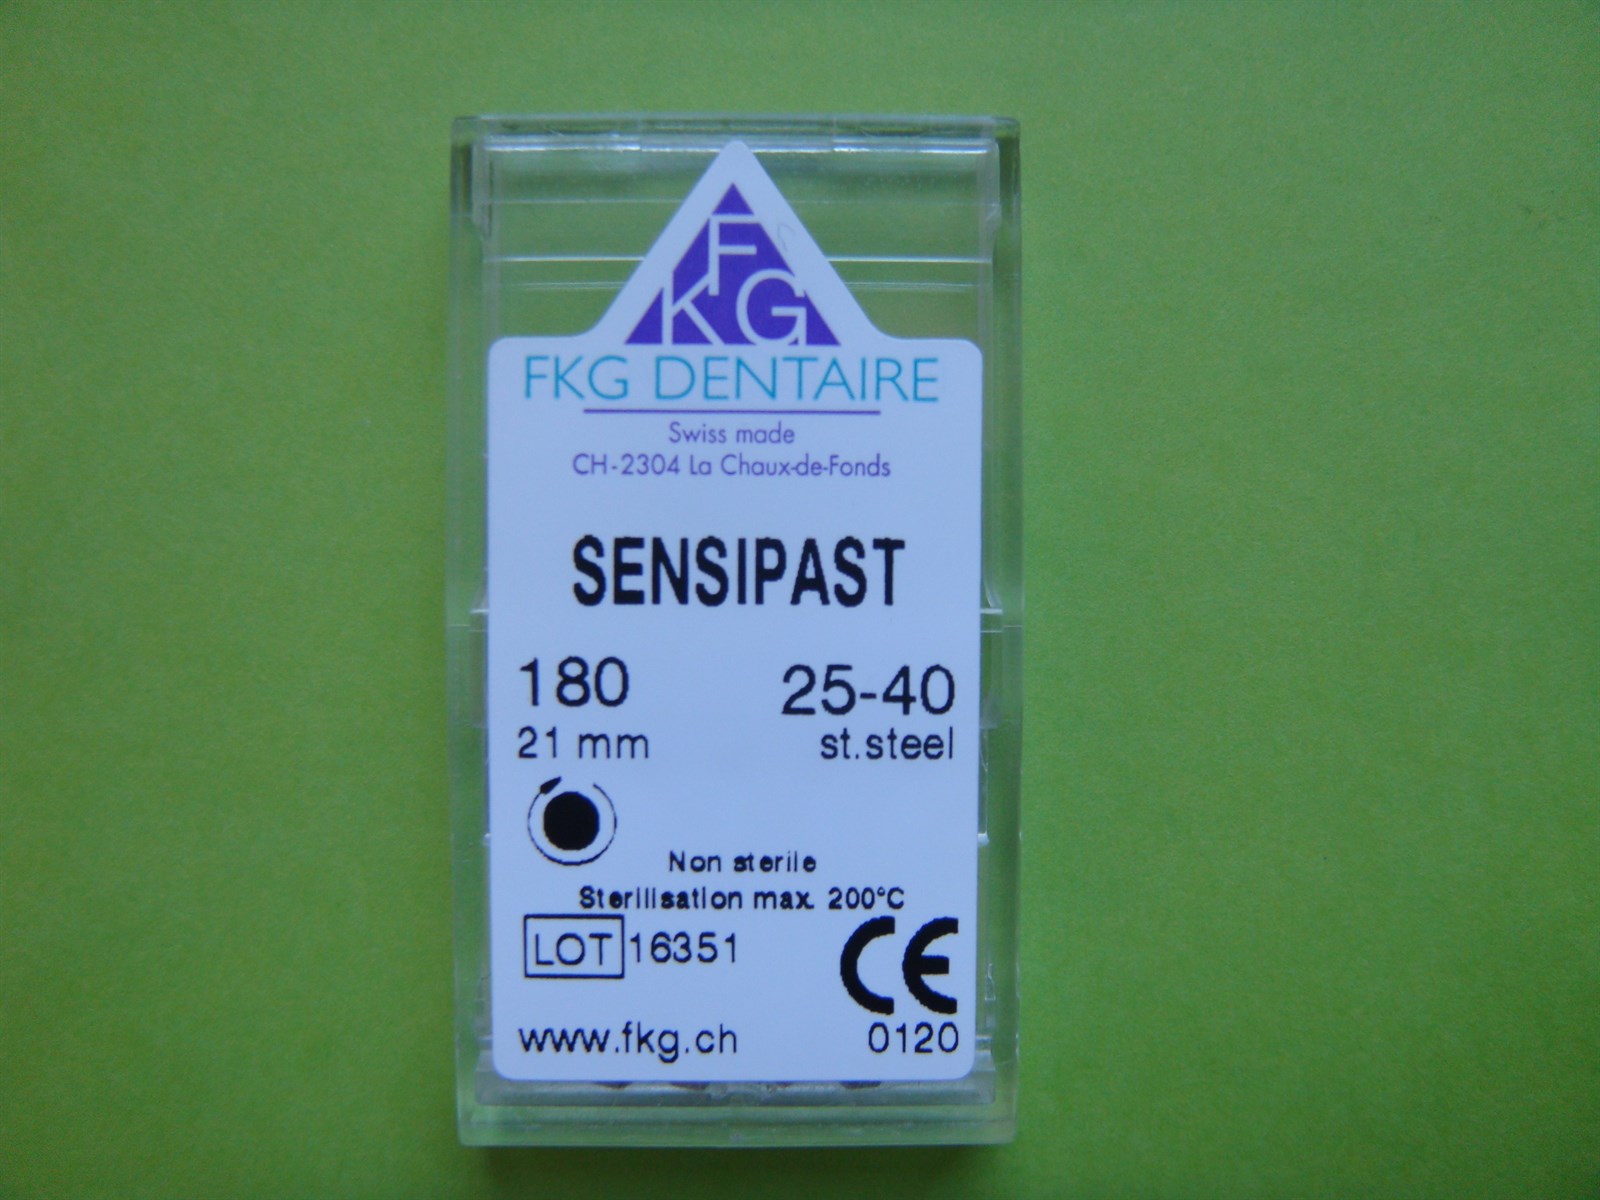 F
KG
FKG DENTAIRE
Swiss made
CH-2304 La Chaux-de-Fonds
SENSIPAST
180 25-40
21 mm st.steel
Non sterile
Sterilisation max. 200°C
LOT 16351 CE
www.fkg.ch 0120